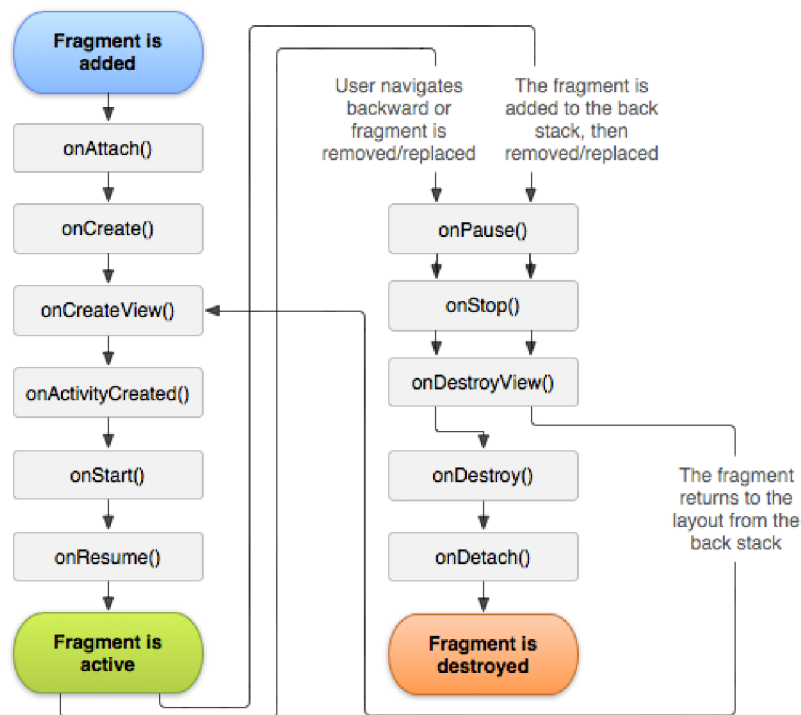 Fragment is
added
User navigates
backward or
fragment is
removed/replaced
The fragment is
added to the back
stack, then
removed/replaced
onAttach()
onCreate()
onCreateView()
onActivityCreated()
onStart()
onResume()
Fragment is
active
onPause()
onStop()
onDestroyView()
onDestroy()
onDetach()
Fragment is
destroyed
The fragment
returns to the
layout from the
back stack